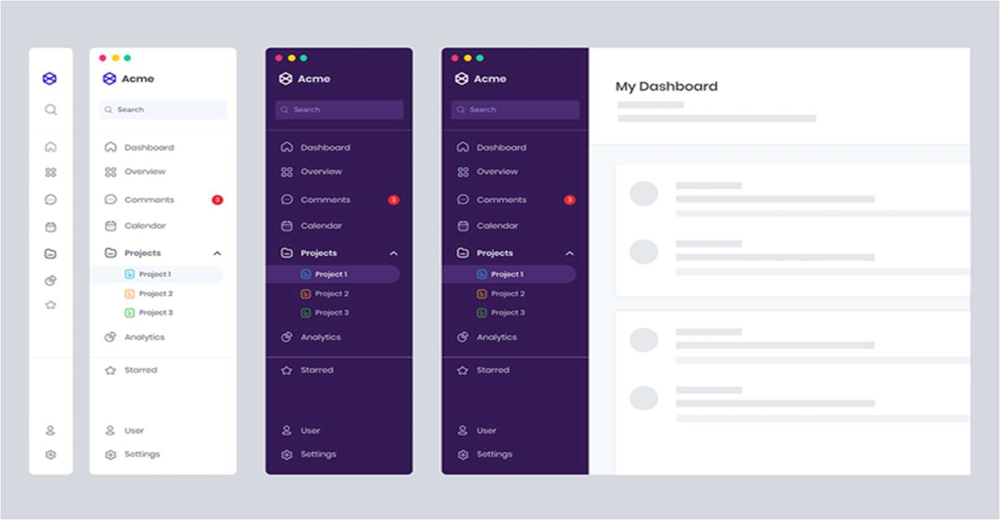 Acme
Search
Dashboard
Overview
Comments 3
Calendar
Projects
Project 1
Project 2
Project 3
Analytics
Starred
User
Settings
Acme
Search
Dashboard
Overview
Comments 3
Calendar
Projects
Project 1
Project 2
Project 3
Analytics
Starred
User
Settings
Acme
Search
Dashboard
Overview
Comments 3
Calendar
Projects
Project 1
Project 2
Project 3
Analytics
Starred
User
Settings
My Dashboard